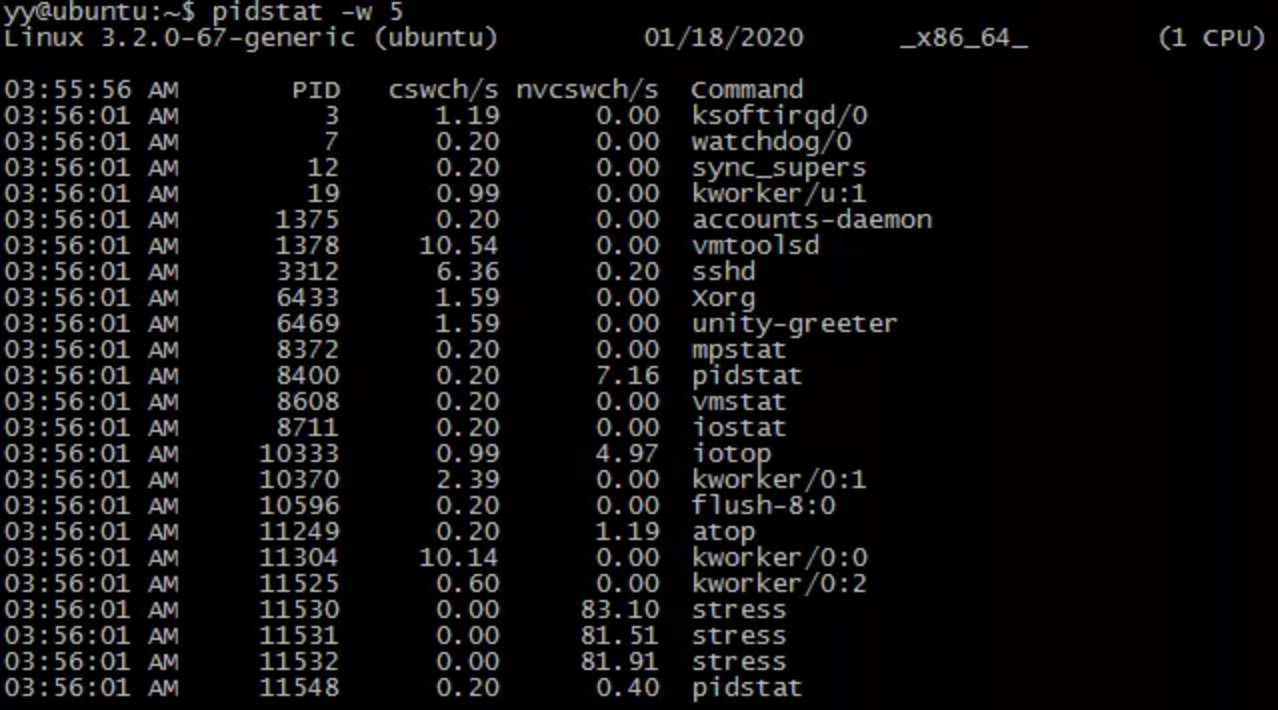 yy@ubuntu:~$ pidstat -w 5
Linux 3.2.0-67-generic (ubuntu) 01/18/2020 _x86_64_ (1 CPU)
03:55:56 AM PID cswch/s nvcswch/s Command
03:56:01 AM 3 1.19 0.00 ksoftirqd/0
03:56:01 AM 7 0.20 0.00 watchdog/0
03:56:01 AM 12 0.20 0.00 sync_supers
03:56:01 AM 19 0.99 0.00 kworker/u:1
03:56:01 AM 1375 0.20 0.00 accounts-daemon
03:56:01 AM 1378 10.54 0.00 vmtoolsd
03:56:01 AM 3312 6.36 0.20 sshd
03:56:01 AM 6433 1.59 0.00 Xorg
03:56:01 AM 6469 1.59 0.00 unity-greeter
03:56:01 AM 8372 0.20 0.00 mpstat
03:56:01 AM 8400 0.20 7.16 pidstat
03:56:01 AM 8608 0.20 0.00 vmstat
03:56:01 AM 8711 0.20 0.00 iostat
03:56:01 AM 10333 0.99 4.97 iotop
03:56:01 AM 10370 2.39 0.00 kworker/0:1
03:56:01 AM 10596 0.20 0.00 flush-8:0
03:56:01 AM 11249 0.20 1.19 atop
03:56:01 AM 11304 10.14 0.00 kworker/0:0
03:56:01 AM 11525 0.60 0.00 kworker/0:2
03:56:01 AM 11530 0.00 83.10 stress
03:56:01 AM 11531 0.00 81.51 stress
03:56:01 AM 11532 0.00 81.91 stress
03:56:01 AM 11548 0.20 0.40 pidstat